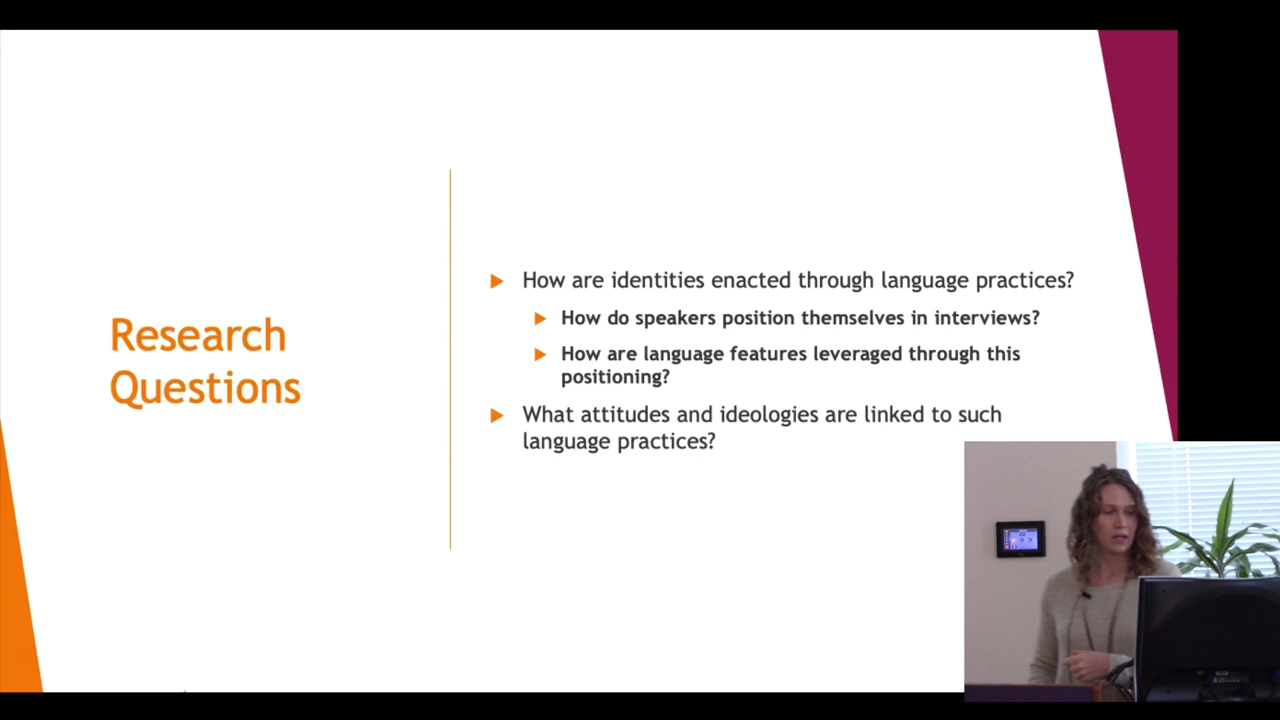 Research
Questions
How are identities enacted through language practices?
How do speakers position themselves in interviews?
How are language features leveraged through this
positioning?
What attitudes and ideologies are linked to such
language practices?